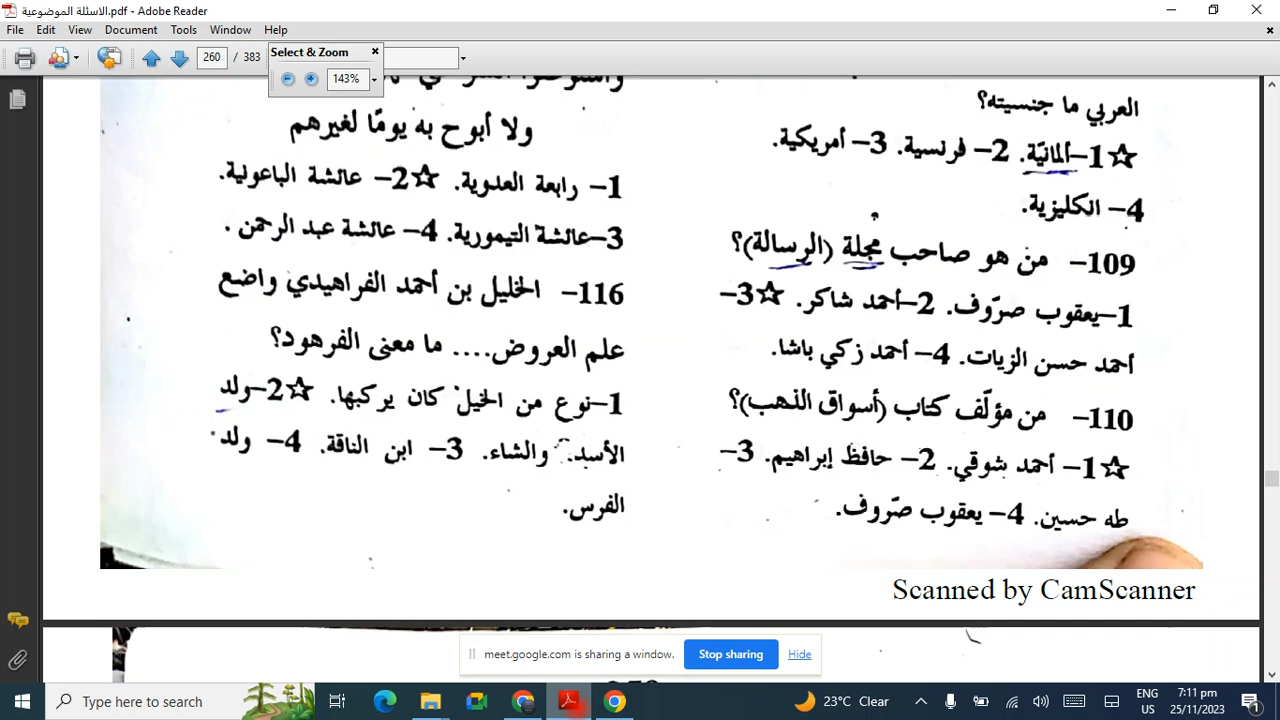 الاسئلة الموضوعية.pdf - Adobe Reader
File Edit View Document Tools Window Help
260 / 383
Select & Zoom
143%
العربي ما جنسيته؟
☆1-ألمانيّة. 2- فرنسية. 3- أمريكية.
4- الكليزية.
109- من هو صاحب مجلة (الرسالة)؟
1-يعقوب صرّوف. 2-أحمد شاكر. ☆3-
أحمد حسن الزيات. 4- أحمد زكي باشا.
110- من مؤلّف كتاب (أسواق الذهب)؟
☆1- أحمد شوقي. 2- حافظ إبراهيم. 3-
طه حسين. 4- يعقوب صّروف.
ولا أبوح به يومًا لغيرهم
1- رابعة العدوية. ☆2- عائشة الباعونية.
3-عائشة التيمورية. 4- عائشة عبد الرحمن .
116- الخليل بن أحمد الفراهيدي واضع
علم العروض.... ما معنى الفرهود؟
1-نوع من الخيل كان يركبها. ☆2-ولد
الأسد. والشاء. 3- ابن الناقة. 4- ولد
الفرس.
Scanned by CamScanner
meet.google.com is sharing a window. Stop sharing Hide
Type here to search
23°C Clear
ENG
US
7:11 pm
25/11/2023
1